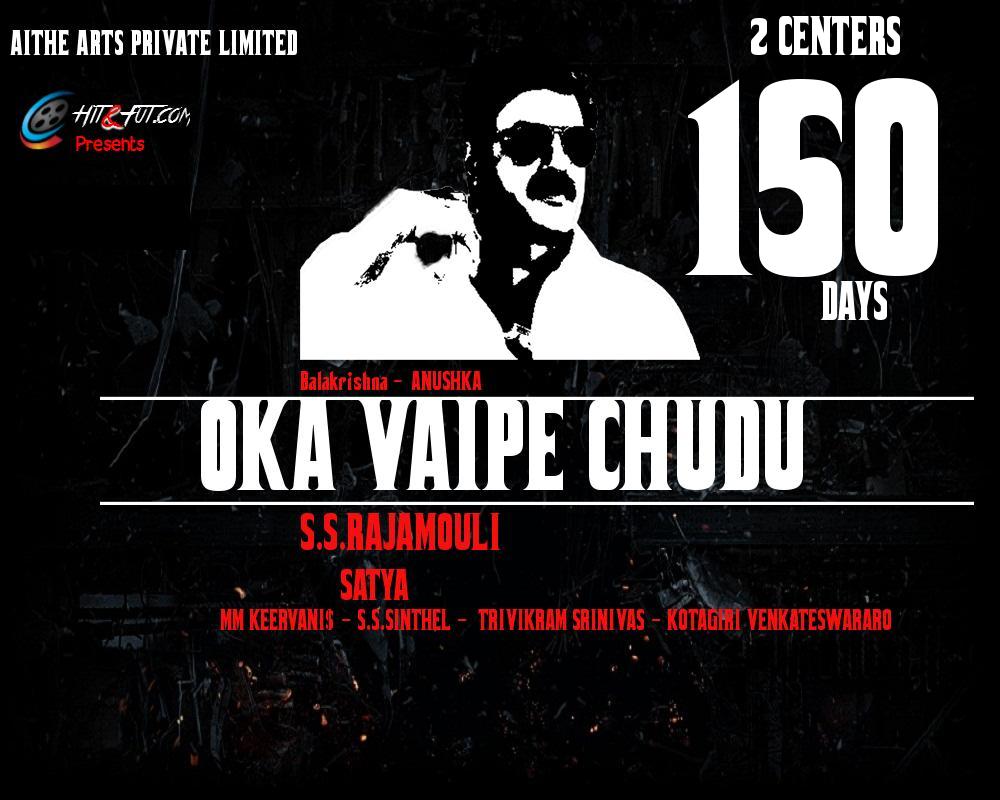 AITHE ARTS PRIVATE LIMITED
2 CENTERS
HIT&FUT.COM
Presents
150
DAYS
Balakrishna - ANUSHKA
OKA VAIPE CHUDU
S.S.RAJAMOULI
SATYA
MM KEERVANI$ - S.S.SINTHEL - TRIVIKRAM SRINIVAS - KOTAGIRI VENKATESWARARO